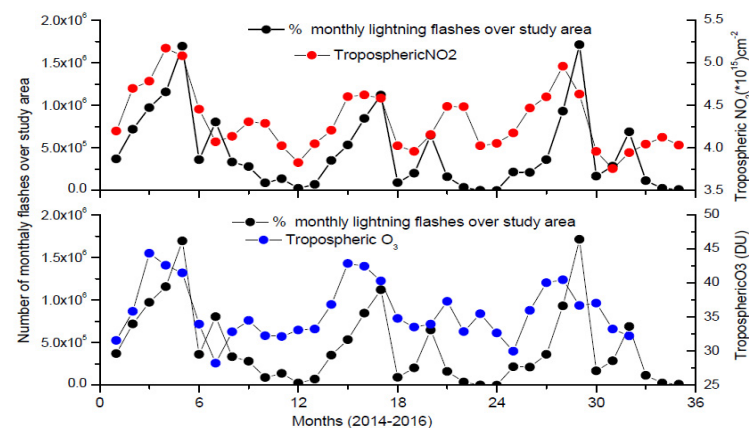 2.0x10⁶
1.5x10⁶
1.0x10⁶
5.0x10⁵
0.0
% monthly lightning flashes over study area
TroposphericNO2
5.5
5.0
4.5
4.0
3.5
Tropospheric NO₂(*10¹⁵)cm⁻²
Number of monthaly flashes over study area
2.0x10⁶
1.5x10⁶
1.0x10⁶
5.0x10⁵
0.0
% monthly lightning flashes over study area
Tropospheric O₃
50
45
40
35
30
25
TroposphericO3 (DU)
0 6 12 18 24 30 36
Months (2014-2016)